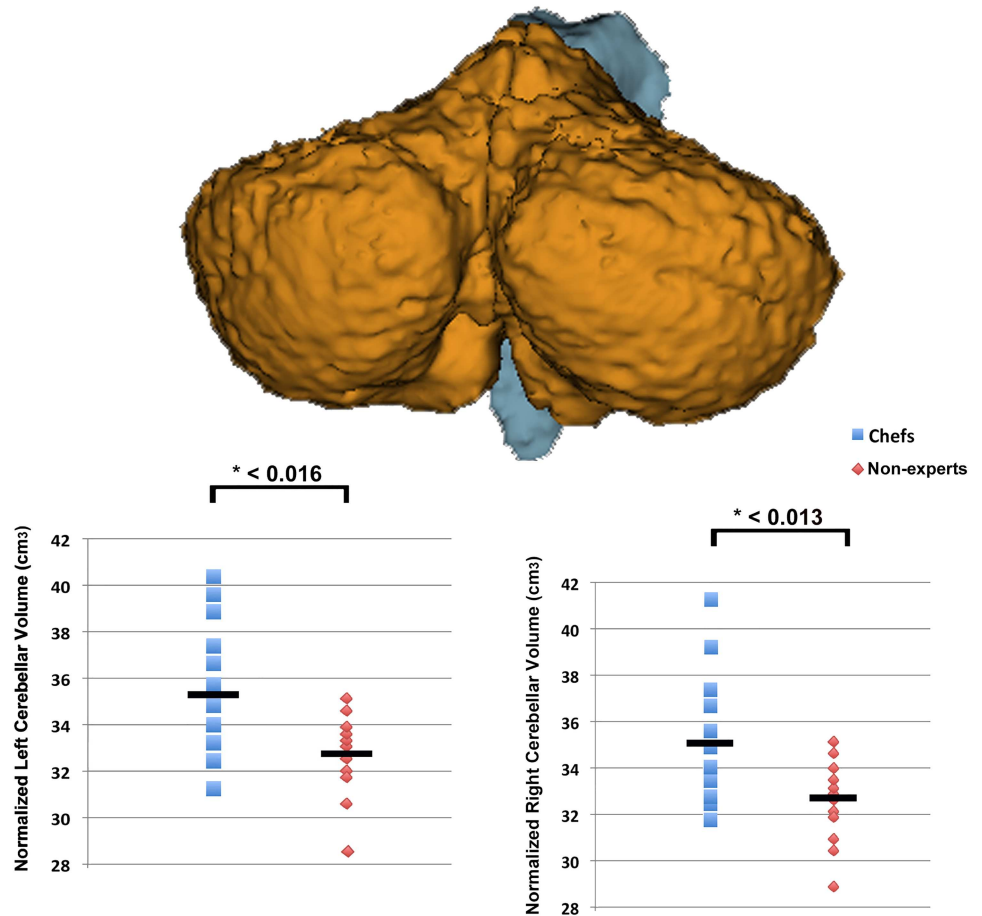 Chefs
Non-experts
* < 0.016
Normalized Left Cerebellar Volume (cm3)
42
40
38
36
34
32
30
28
* < 0.013
Normalized Right Cerebellar Volume (cm3)
42
40
38
36
34
32
30
28